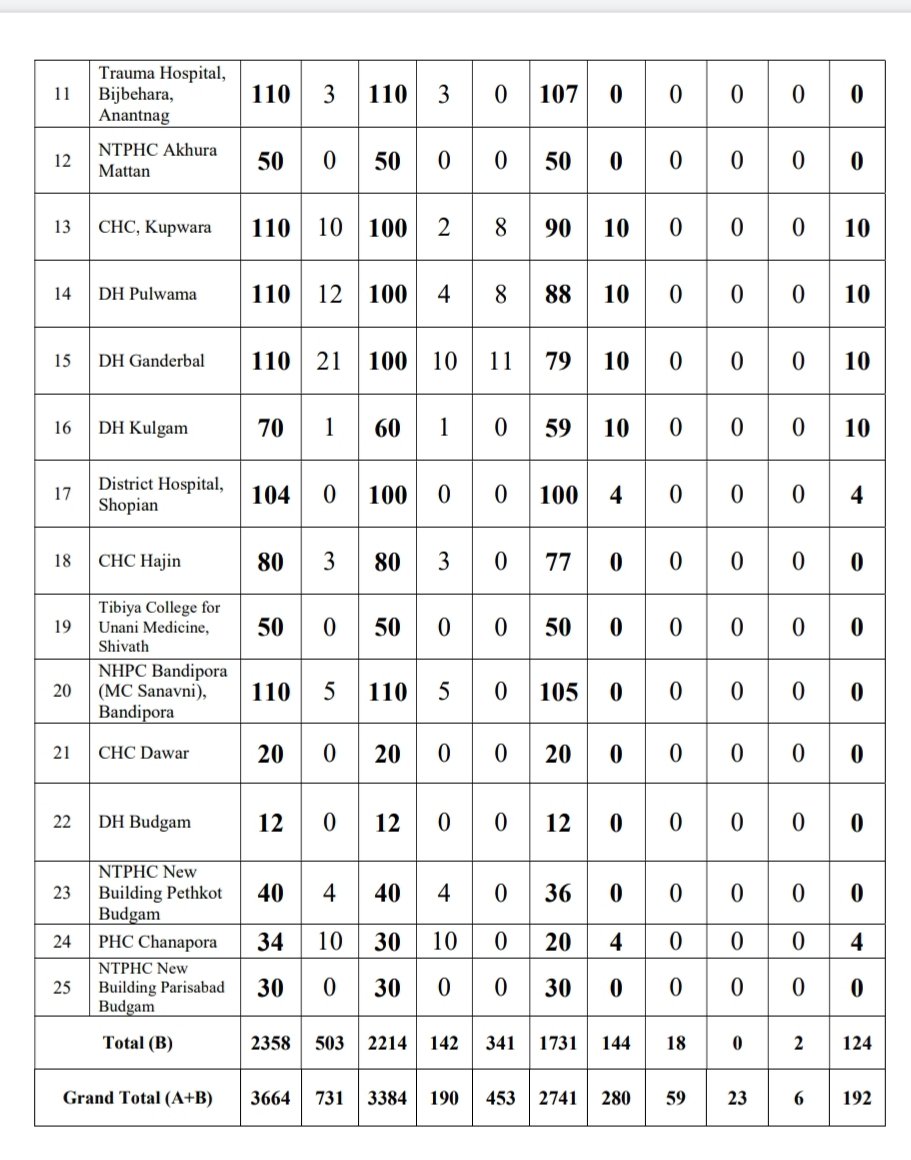 11 Trauma Hospital, Bijbehara, Anantnag 110 3 110 3 0 107 0 0 0 0 0
12 NTPHC Akhura Mattan 50 0 50 0 0 50 0 0 0 0 0
13 CHC, Kupwara 110 10 100 2 8 90 10 0 0 0 10
14 DH Pulwama 110 12 100 4 8 88 10 0 0 0 10
15 DH Ganderbal 110 21 100 10 11 79 10 0 0 0 10
16 DH Kulgam 70 1 60 1 0 59 10 0 0 0 10
17 District Hospital, Shopian 104 0 100 0 0 100 4 0 0 0 4
18 CHC Hajin 80 3 80 3 0 77 0 0 0 0 0
19 Tibiya College for Unani Medicine, Shivath 50 0 50 0 0 50 0 0 0 0 0
20 NHPC Bandipora (MC Sanavni), Bandipora 110 5 110 5 0 105 0 0 0 0 0
21 CHC Dawar 20 0 20 0 0 20 0 0 0 0 0
22 DH Budgam 12 0 12 0 0 12 0 0 0 0 0
23 NTPHC New Building Pethkot Budgam 40 4 40 4 0 36 0 0 0 0 0
24 PHC Chanapora 34 10 30 10 0 20 4 0 0 0 4
25 NTPHC New Building Parisabad Budgam 30 0 30 0 0 30 0 0 0 0 0
Total (B) 2358 503 2214 142 341 1731 144 18 0 2 124
Grand Total (A+B) 3664 731 3384 190 453 2741 280 59 23 6 192